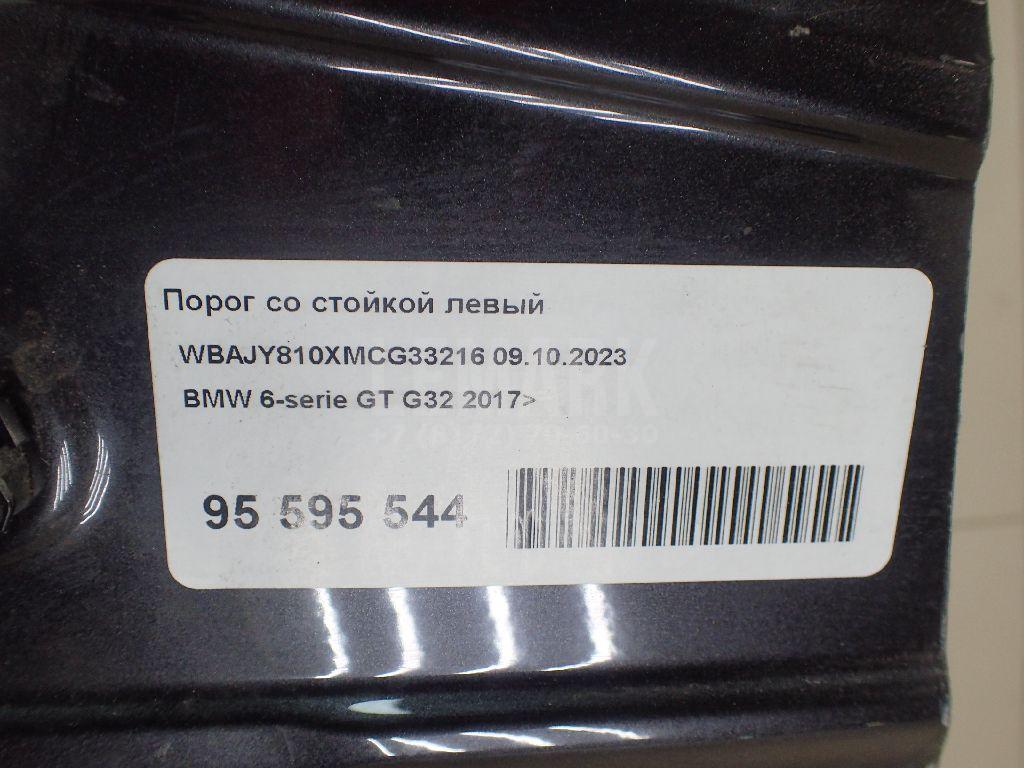 Порог со стойкой левый
WBAJY810XMCG33216 09.10.2023
BMW 6-serie GT G32 2017>
95 595 544